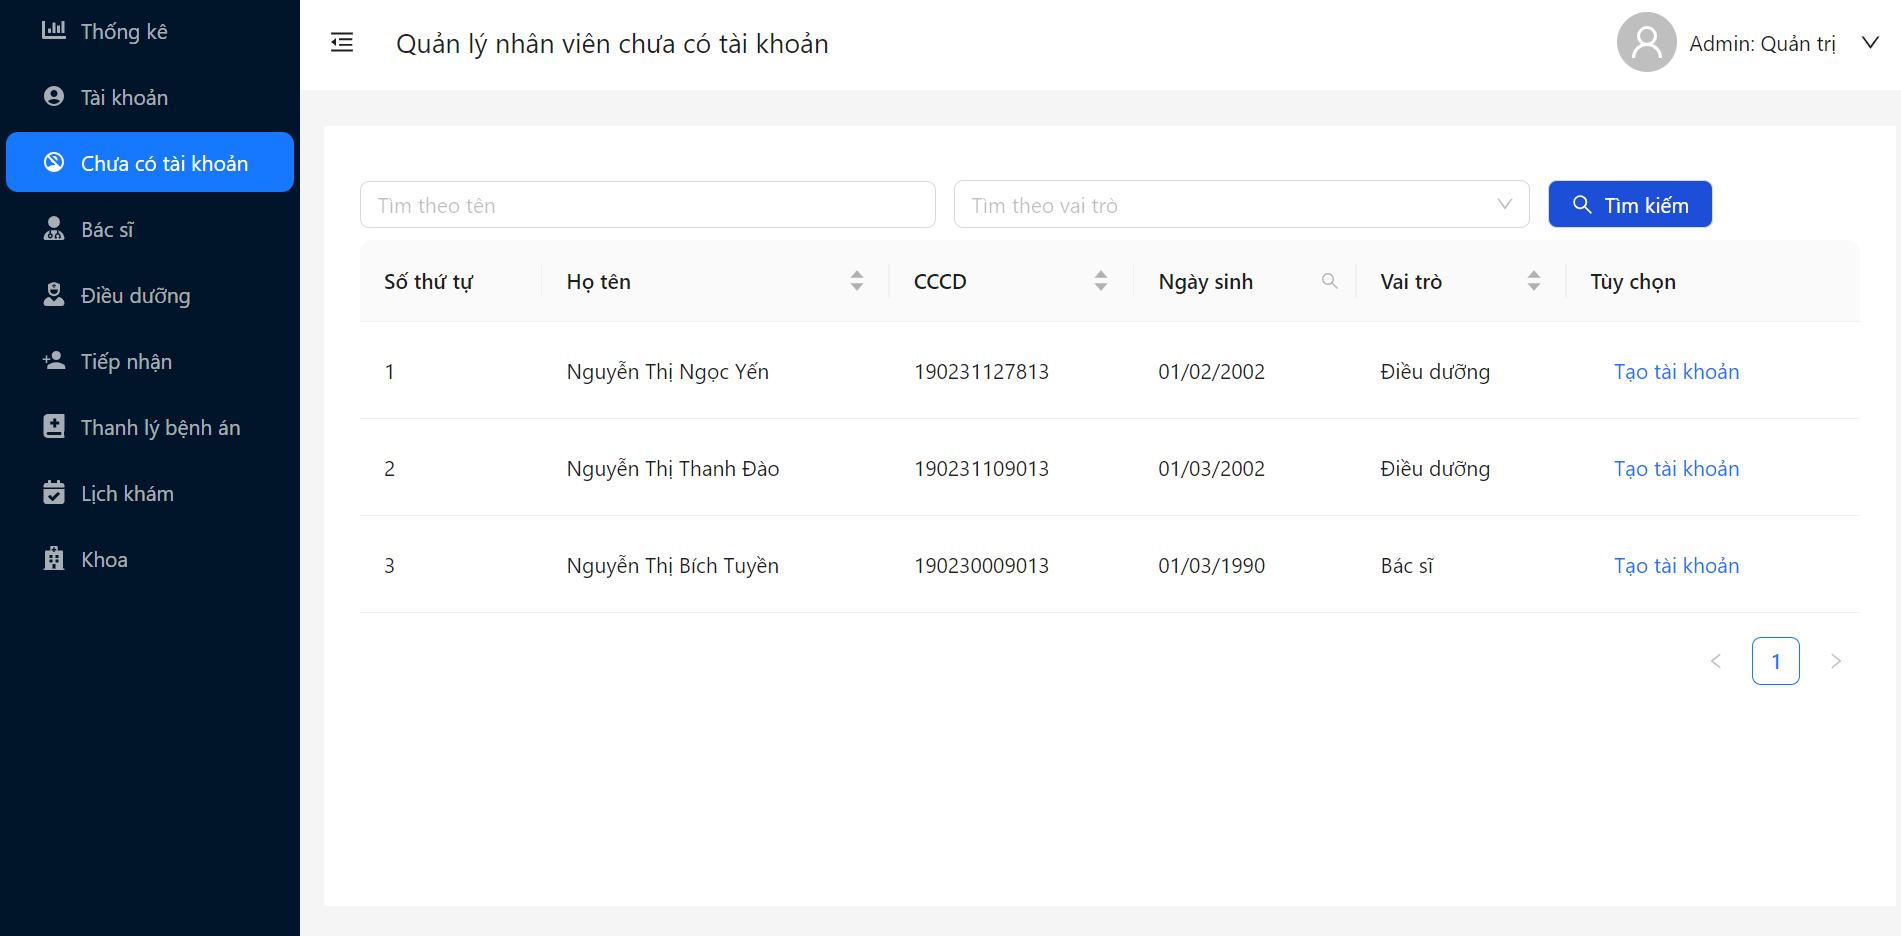 Thống kê
Tài khoản
Chưa có tài khoản
Bác sĩ
Điều dưỡng
Tiếp nhận
Thanh lý bệnh án
Lịch khám
Khoa
Quản lý nhân viên chưa có tài khoản
Admin: Quản trị
Tìm theo tên
Tìm theo vai trò
Tìm kiếm
Số thứ tự Họ tên CCCD Ngày sinh Vai trò Tùy chọn
1 Nguyễn Thị Ngọc Yến 190231127813 01/02/2002 Điều dưỡng Tạo tài khoản
2 Nguyễn Thị Thanh Đào 190231109013 01/03/2002 Điều dưỡng Tạo tài khoản
3 Nguyễn Thị Bích Tuyền 190230009013 01/03/1990 Bác sĩ Tạo tài khoản
1